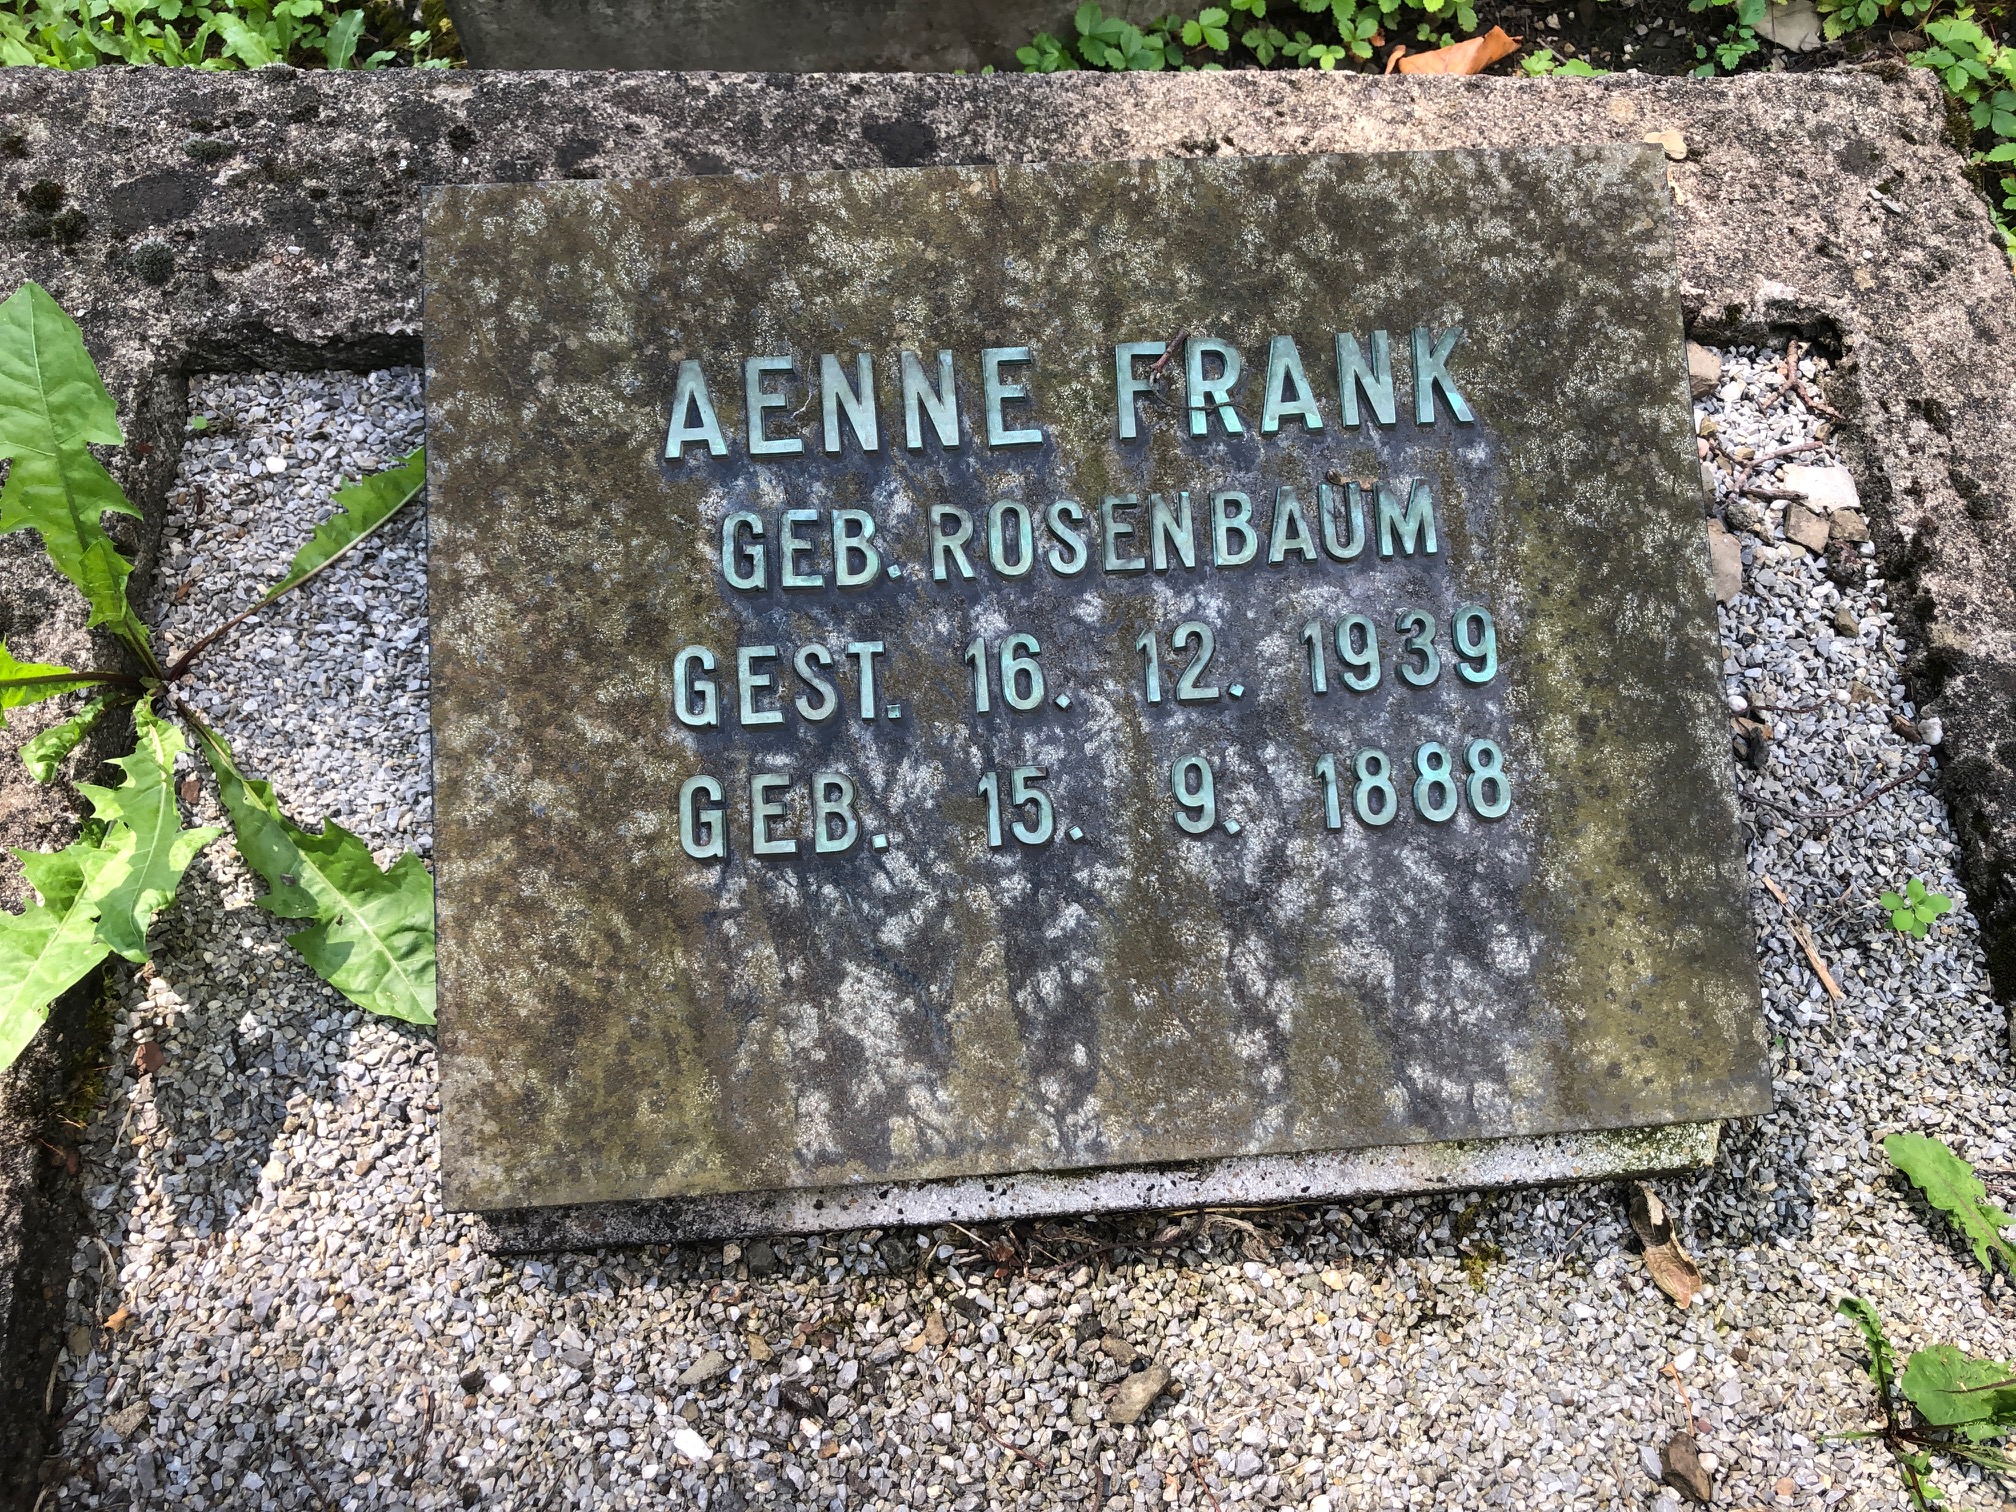 AENNE FRANK
GEB. ROSENBAUM
GEST. 16. 12. 1939
GEB. 15. 9. 1888